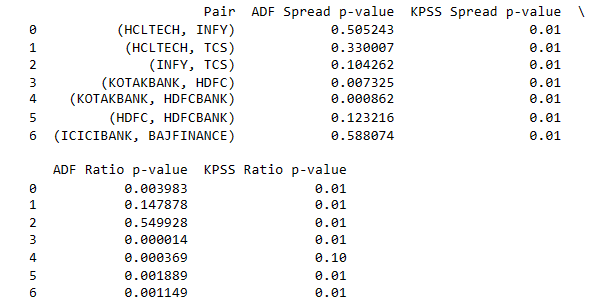 Pair ADF Spread p-value KPSS Spread p-value \
0 (HCLTECH, INFY) 0.505243 0.01
1 (HCLTECH, TCS) 0.330007 0.01
2 (INFY, TCS) 0.104262 0.01
3 (KOTAKBANK, HDFC) 0.007325 0.01
4 (KOTAKBANK, HDFCBANK) 0.000862 0.01
5 (HDFC, HDFCBANK) 0.123216 0.01
6 (ICICIBANK, BAJFINANCE) 0.588074 0.01
ADF Ratio p-value KPSS Ratio p-value
0 0.003983 0.01
1 0.147878 0.01
2 0.549928 0.01
3 0.000014 0.01
4 0.000369 0.10
5 0.001889 0.01
6 0.001149 0.01